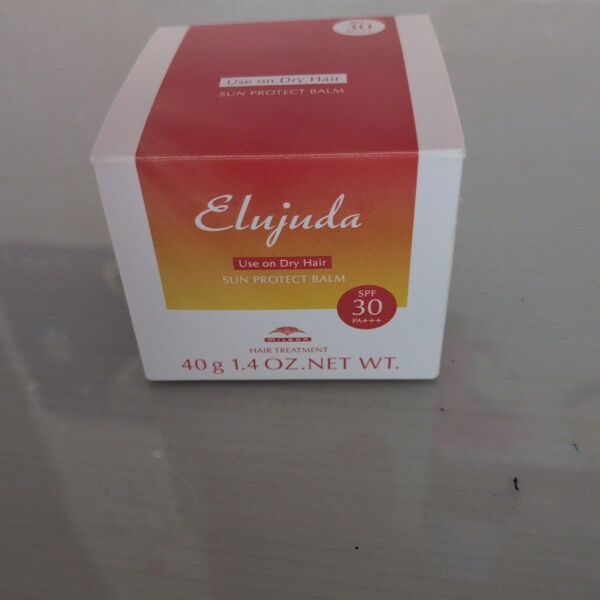 30
Use on Dry Hair
SUN PROTECT BALM
Elujuda
Use on Dry Hair
SUN PROTECT BALM
SPF
30
PA+++
MILBON
HAIR TREATMENT
40 g 1.4 OZ.NET WT.